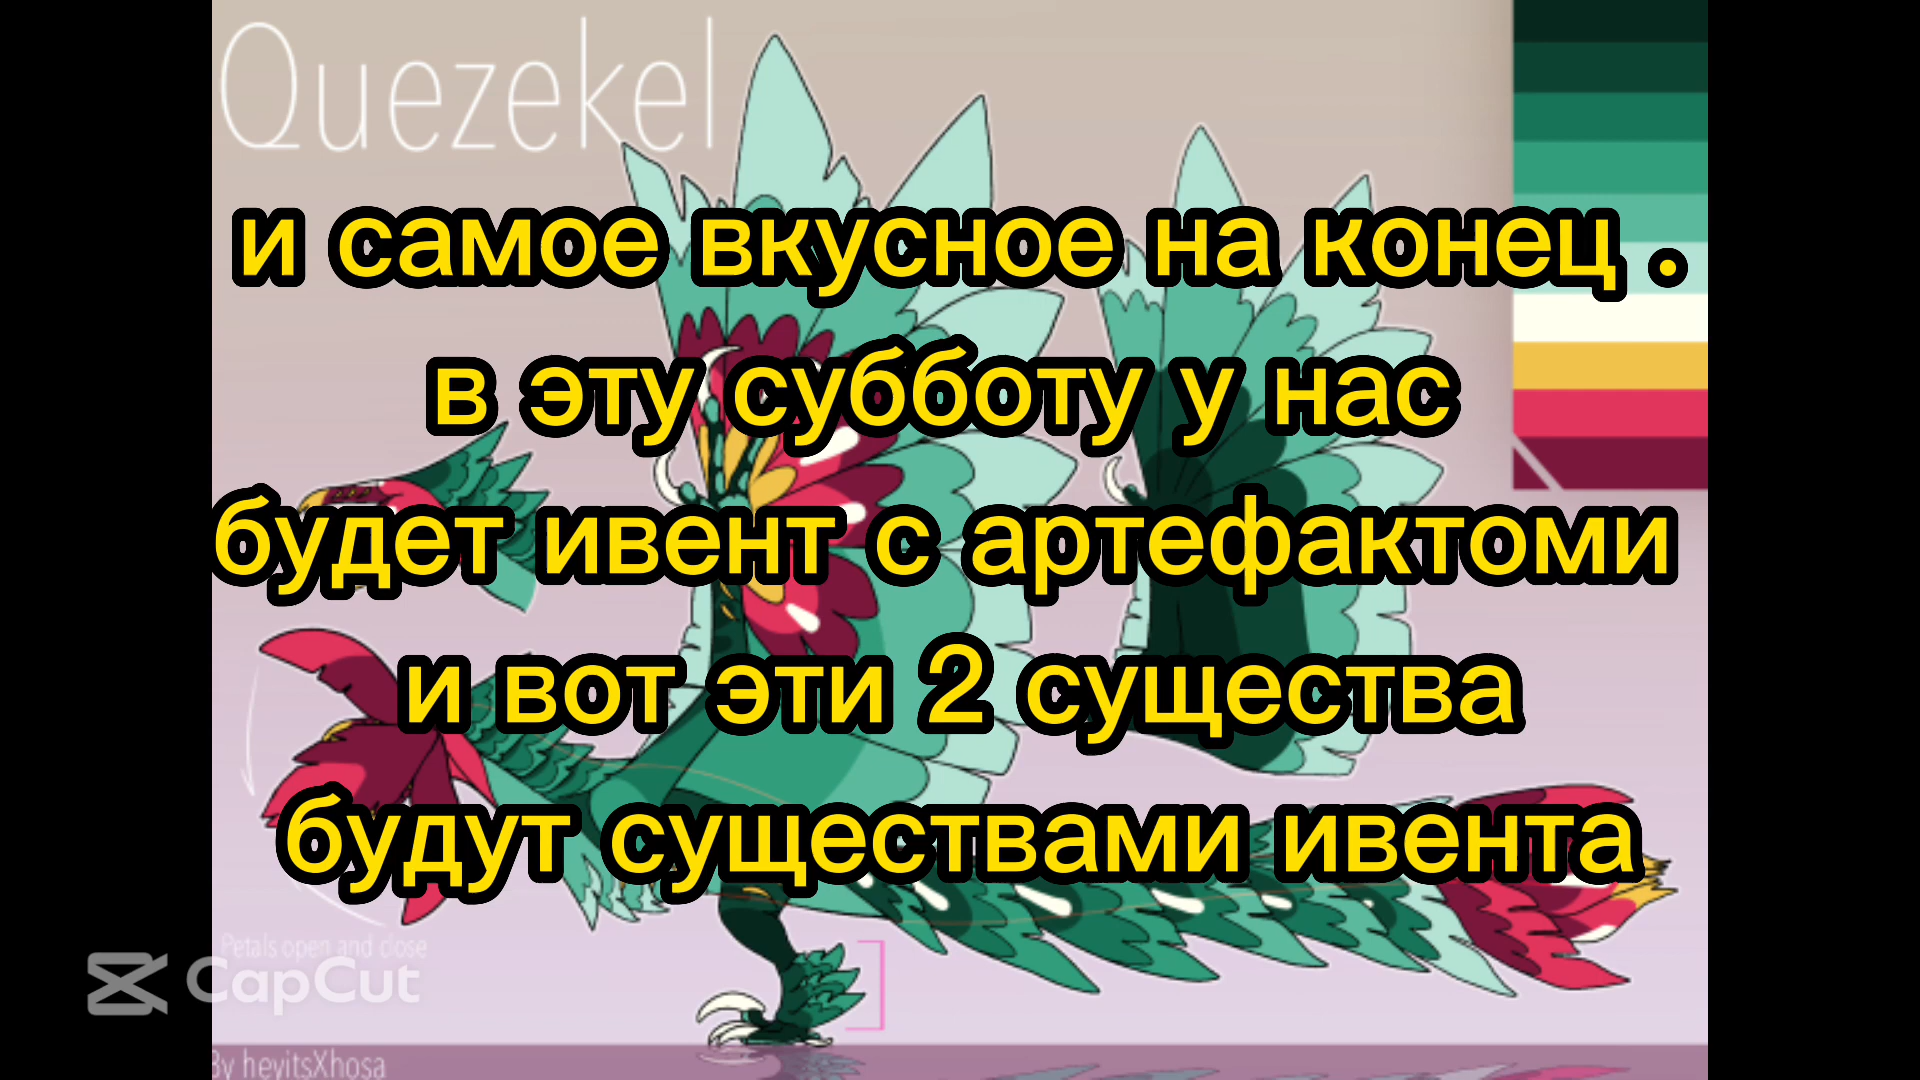 Quezekel
и самое вкусное на конец .
в эту субботу у нас
будет ивент с артефактоми
и вот эти 2 существа
будут существами ивента
Petals open and close
CapCut
By heyitsXhosa